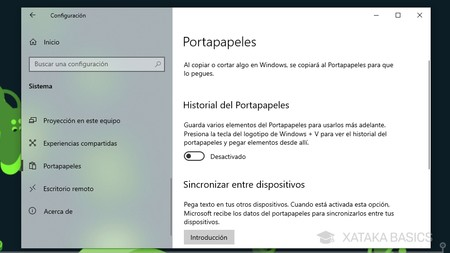 Configuración
Inicio
Buscar una configuración
Sistema
Proyección en este equipo
Experiencias compartidas
Portapapeles
Escritorio remoto
Acerca de
Portapapeles
Al copiar o cortar algo en Windows, se copiará al Portapapeles para que
lo pegues.
Historial del Portapapeles
Guarda varios elementos del Portapapeles para usarlos más adelante.
Presiona la tecla del logotipo de Windows + V para ver el historial del
portapapeles y pegar elementos desde allí.
Desactivado
Sincronizar entre dispositivos
Pega texto en tus otros dispositivos. Cuando está activada esta opción,
Microsoft recibe los datos del portapapeles para sincronizarlos entre tus
dispositivos.
Introducción
XATAKA BASICS